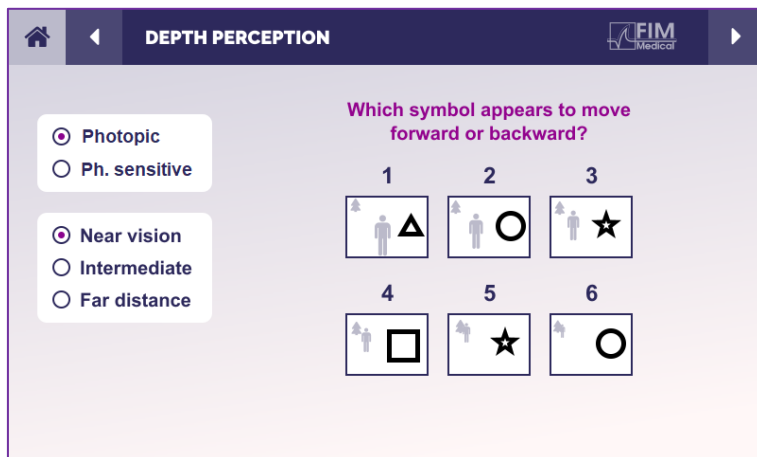 DEPTH PERCEPTION
FIM
Medical
Photopic
Ph. sensitive
Near vision
Intermediate
Far distance
Which symbol appears to move
forward or backward?
1 2 3
4 5 6